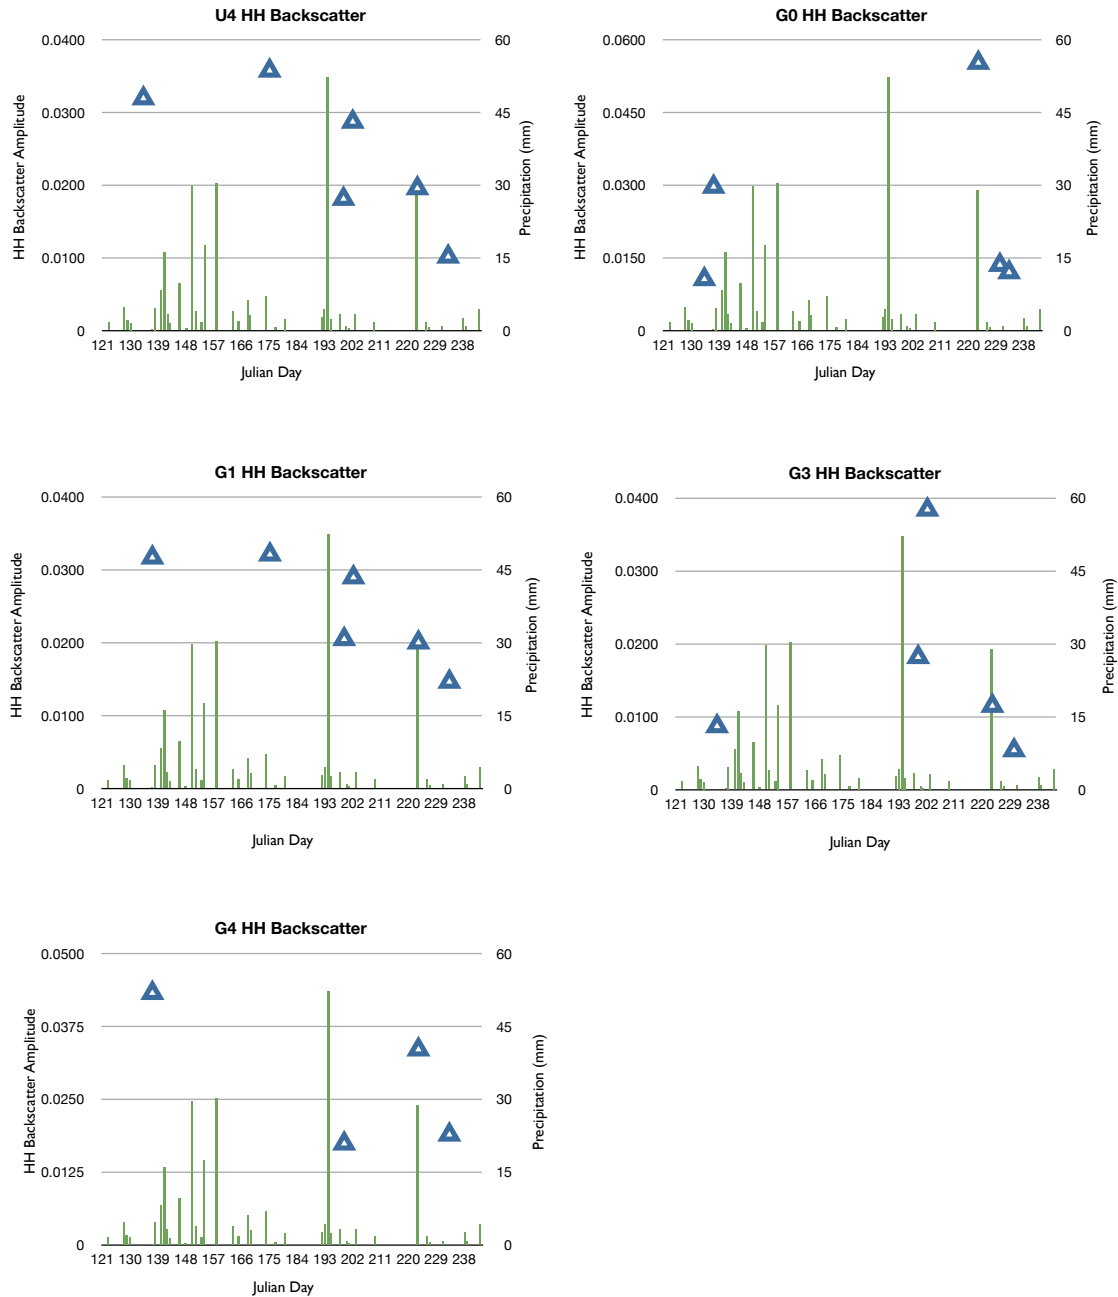 U4 HH Backscatter
0.0400
0.0300
0.0200
0.0100
0
HH Backscatter Amplitude
60
45
30
15
0
Precipitation (mm)
121 130 139 148 157 166 175 184 193 202 211 220 229 238
Julian Day
G0 HH Backscatter
0.0600
0.0450
0.0300
0.0150
0
HH Backscatter Amplitude
60
45
30
15
0
Precipitation (mm)
121 130 139 148 157 166 175 184 193 202 211 220 229 238
Julian Day
G1 HH Backscatter
0.0400
0.0300
0.0200
0.0100
0
HH Backscatter Amplitude
60
45
30
15
0
Precipitation (mm)
121 130 139 148 157 166 175 184 193 202 211 220 229 238
Julian Day
G3 HH Backscatter
0.0400
0.0300
0.0200
0.0100
0
HH Backscatter Amplitude
60
45
30
15
0
Precipitation (mm)
121 130 139 148 157 166 175 184 193 202 211 220 229 238
Julian Day
G4 HH Backscatter
0.0500
0.0375
0.0250
0.0125
0
HH Backscatter Amplitude
60
45
30
15
0
Precipitation (mm)
121 130 139 148 157 166 175 184 193 202 211 220 229 238
Julian Day